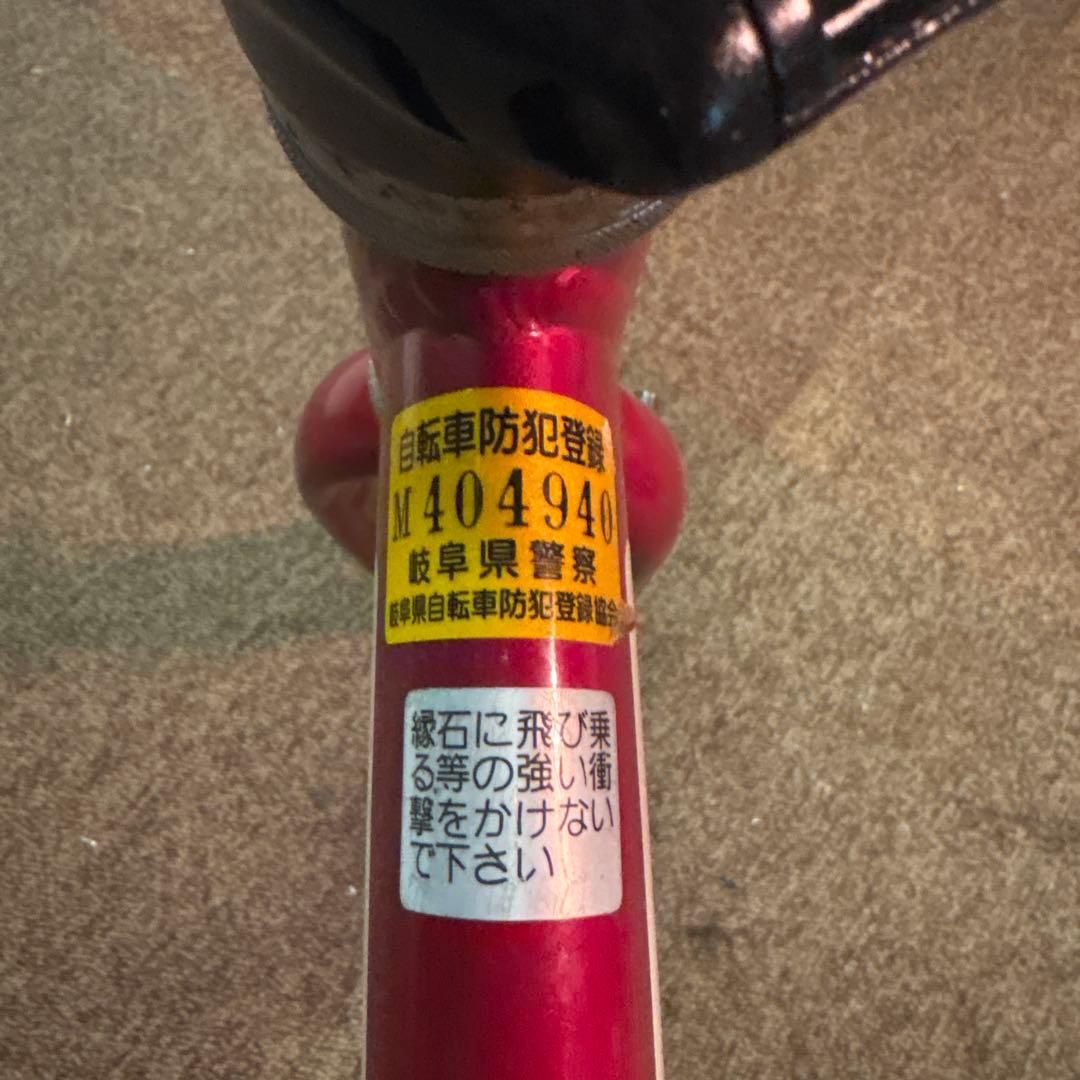 自転車防犯登録
M404940
岐阜県警察
岐阜県自転車防犯登録協会
縁石に飛び乗
る等の強い衝
撃をかけない
で下さい